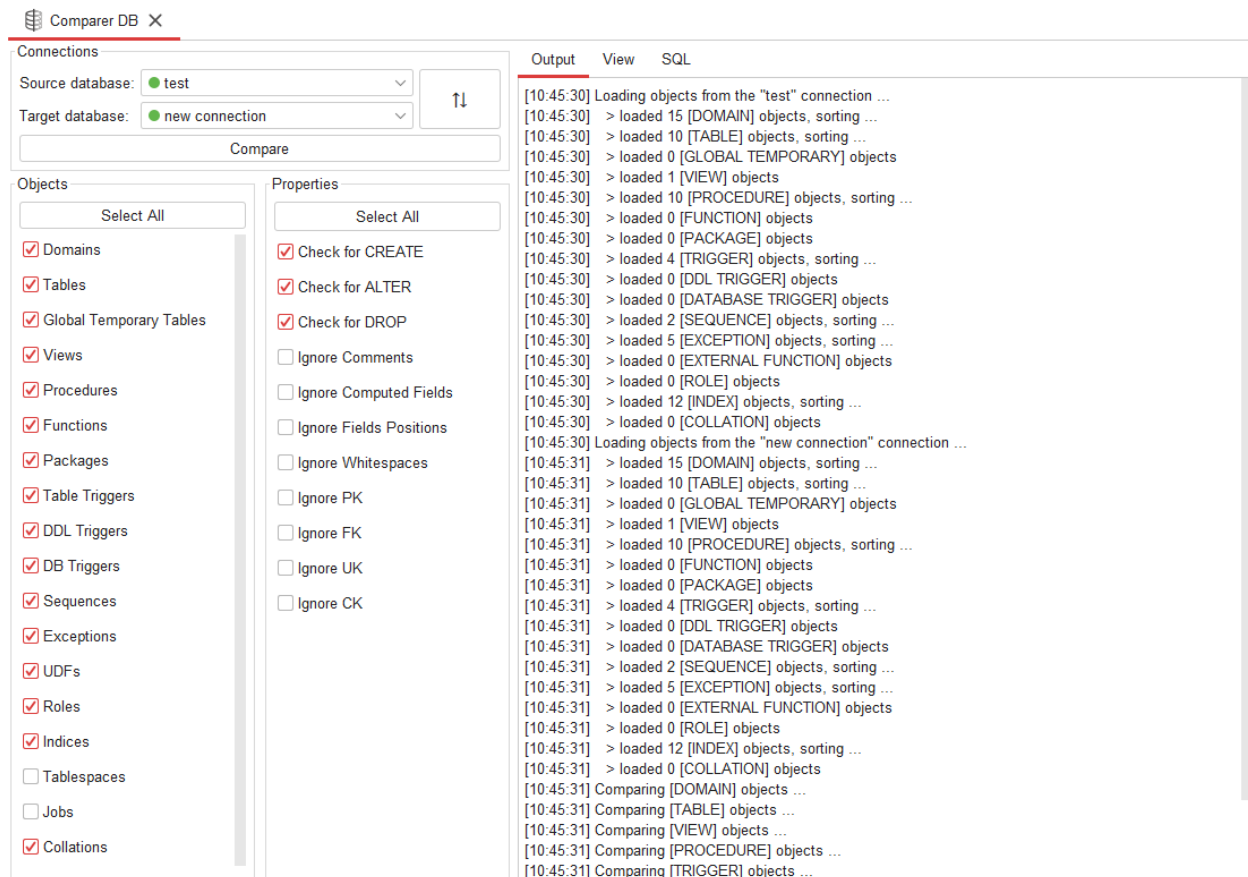 Comparer DB
Connections
Source database:
test
Target database:
new connection
Compare
Objects
Select All
Domains
Tables
Global Temporary Tables
Views
Procedures
Functions
Packages
Table Triggers
DDL Triggers
DB Triggers
Sequences
Exceptions
UDFs
Roles
Indices
Tablespaces
Jobs
Collations
Properties
Select All
Check for CREATE
Check for ALTER
Check for DROP
Ignore Comments
Ignore Computed Fields
Ignore Fields Positions
Ignore Whitespaces
Ignore PK
Ignore FK
Ignore UK
Ignore CK
Output View SQL
[10:45:30] Loading objects from the "test" connection ...
[10:45:30] > loaded 15 [DOMAIN] objects, sorting ...
[10:45:30] > loaded 10 [TABLE] objects, sorting ...
[10:45:30] > loaded 0 [GLOBAL TEMPORARY] objects
[10:45:30] > loaded 1 [VIEW] objects
[10:45:30] > loaded 10 [PROCEDURE] objects, sorting ...
[10:45:30] > loaded 0 [FUNCTION] objects
[10:45:30] > loaded 0 [PACKAGE] objects
[10:45:30] > loaded 4 [TRIGGER] objects, sorting ...
[10:45:30] > loaded 0 [DDL TRIGGER] objects
[10:45:30] > loaded 0 [DATABASE TRIGGER] objects
[10:45:30] > loaded 2 [SEQUENCE] objects, sorting ...
[10:45:30] > loaded 5 [EXCEPTION] objects, sorting ...
[10:45:30] > loaded 0 [EXTERNAL FUNCTION] objects
[10:45:30] > loaded 0 [ROLE] objects
[10:45:30] > loaded 12 [INDEX] objects, sorting ...
[10:45:30] > loaded 0 [COLLATION] objects
[10:45:30] Loading objects from the "new connection" connection ...
[10:45:31] > loaded 15 [DOMAIN] objects, sorting ...
[10:45:31] > loaded 10 [TABLE] objects, sorting ...
[10:45:31] > loaded 0 [GLOBAL TEMPORARY] objects
[10:45:31] > loaded 1 [VIEW] objects
[10:45:31] > loaded 10 [PROCEDURE] objects, sorting ...
[10:45:31] > loaded 0 [FUNCTION] objects
[10:45:31] > loaded 0 [PACKAGE] objects
[10:45:31] > loaded 4 [TRIGGER] objects, sorting ...
[10:45:31] > loaded 0 [DDL TRIGGER] objects
[10:45:31] > loaded 0 [DATABASE TRIGGER] objects
[10:45:31] > loaded 2 [SEQUENCE] objects, sorting ...
[10:45:31] > loaded 5 [EXCEPTION] objects, sorting ...
[10:45:31] > loaded 0 [EXTERNAL FUNCTION] objects
[10:45:31] > loaded 0 [ROLE] objects
[10:45:31] > loaded 12 [INDEX] objects, sorting ...
[10:45:31] > loaded 0 [COLLATION] objects
[10:45:31] Comparing [DOMAIN] objects ...
[10:45:31] Comparing [TABLE] objects ...
[10:45:31] Comparing [VIEW] objects ...
[10:45:31] Comparing [PROCEDURE] objects ...
[10:45:31] Comparing [TRIGGER] objects ...